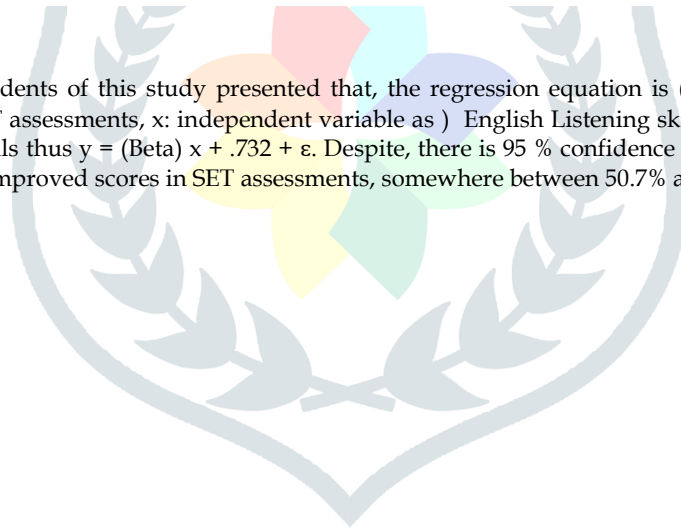 dents of this study presented that, the regression equation is
assessments, x: independent variable as ) English Listening
ls thus y = (Beta) x + .732 + ε. Despite, there is 95 % confidence
mproved scores in SET assessments, somewhere between 50.7%